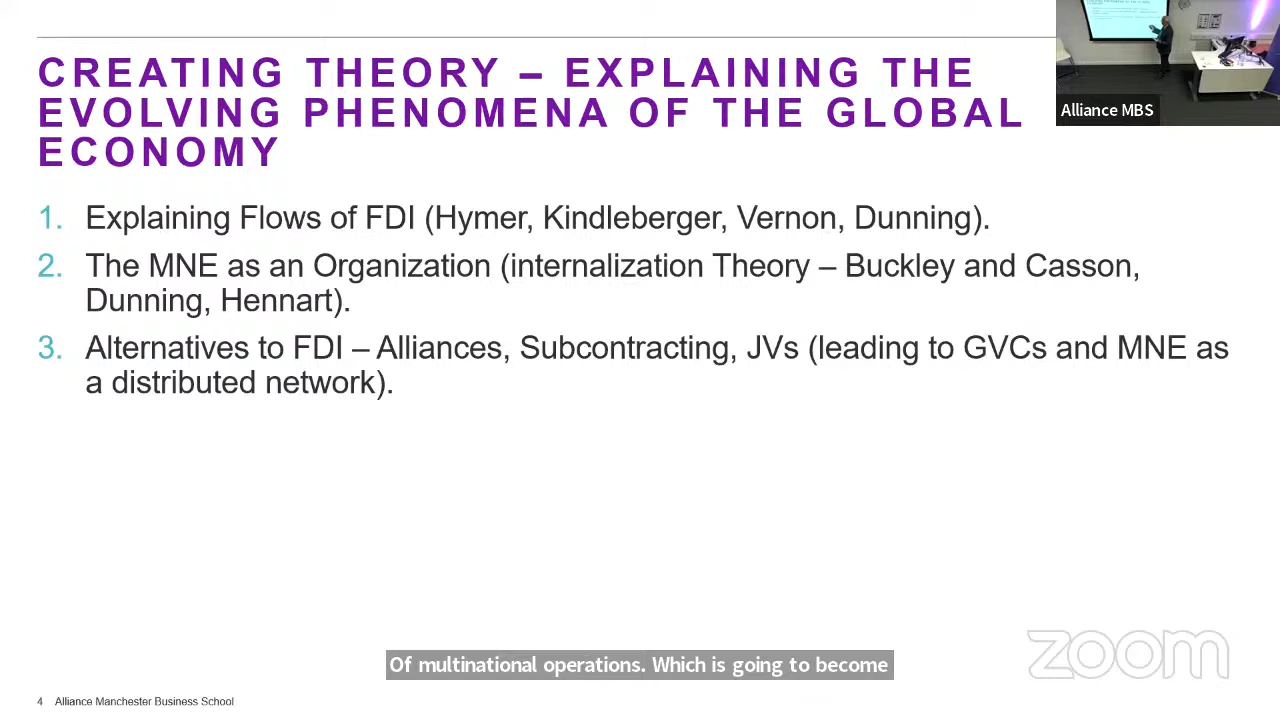 CREATING THEORY – EXPLAINING THE
EVOLVING PHENOMENA OF THE GLOBAL
ECONOMY
Alliance MBS
1. Explaining Flows of FDI (Hymer, Kindleberger, Vernon, Dunning).
2. The MNE as an Organization (internalization Theory – Buckley and Casson,
Dunning, Hennart).
3. Alternatives to FDI – Alliances, Subcontracting, JVs (leading to GVCs and MNE as
a distributed network).
Of multinational operations. Which is going to become
zoom
4 Alliance Manchester Business School